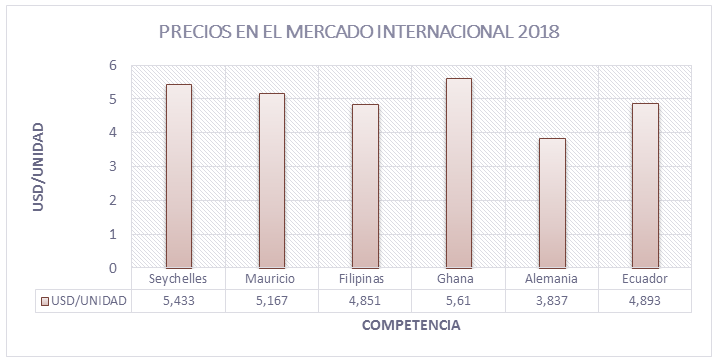 PRECIOS EN EL MERCADO INTERNACIONAL 2018
USD/UNIDAD
6
5
4
3
2
1
0
Seychelles Mauricio Filipinas Ghana Alemania Ecuador
USD/UNIDAD 5,433 5,167 4,851 5,61 3,837 4,893
COMPETENCIA